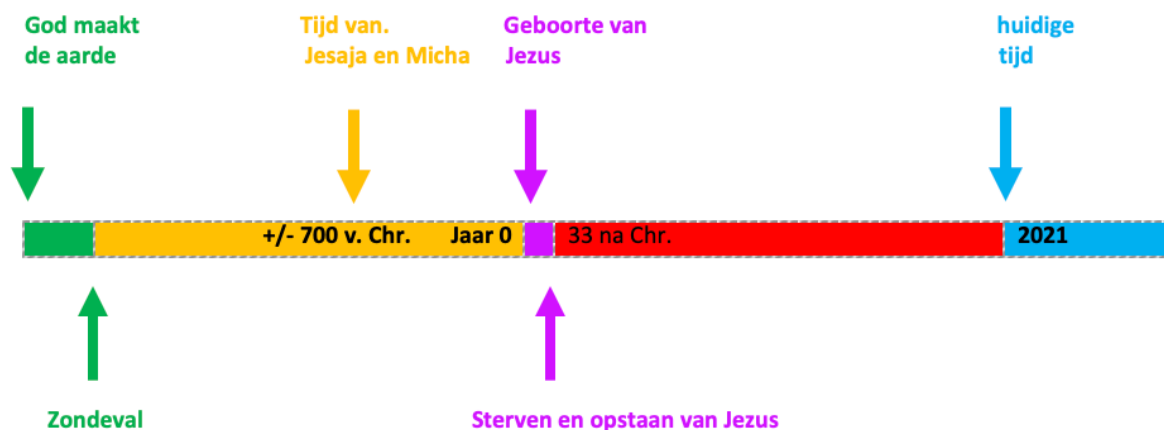 God maakt
de aarde
Tijd van.
Jesaja en Micha
Geboorte van
Jezus
huidige
tijd
+/- 700 v. Chr.
Jaar 0
33 na Chr.
2021
Zondeval
Sterven en opstaan van Jezus